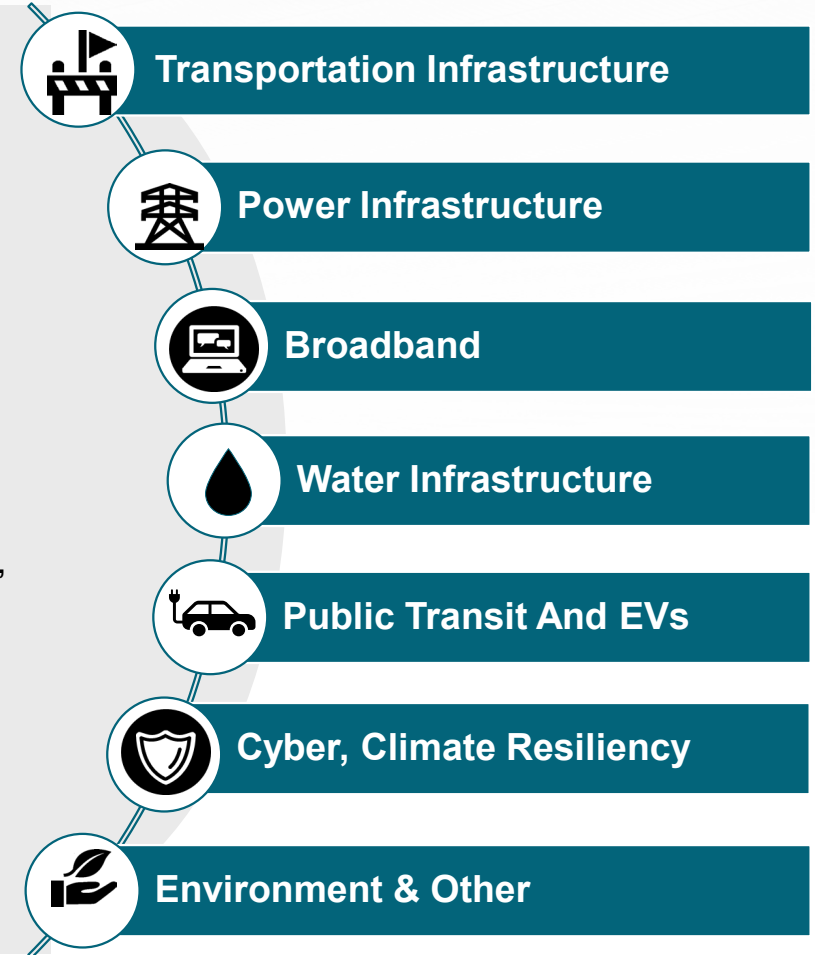 Transportation Infrastructure
Power Infrastructure
Broadband
Water Infrastructure
,
Public Transit And EVs
Cyber, Climate Resiliency
Environment & Other